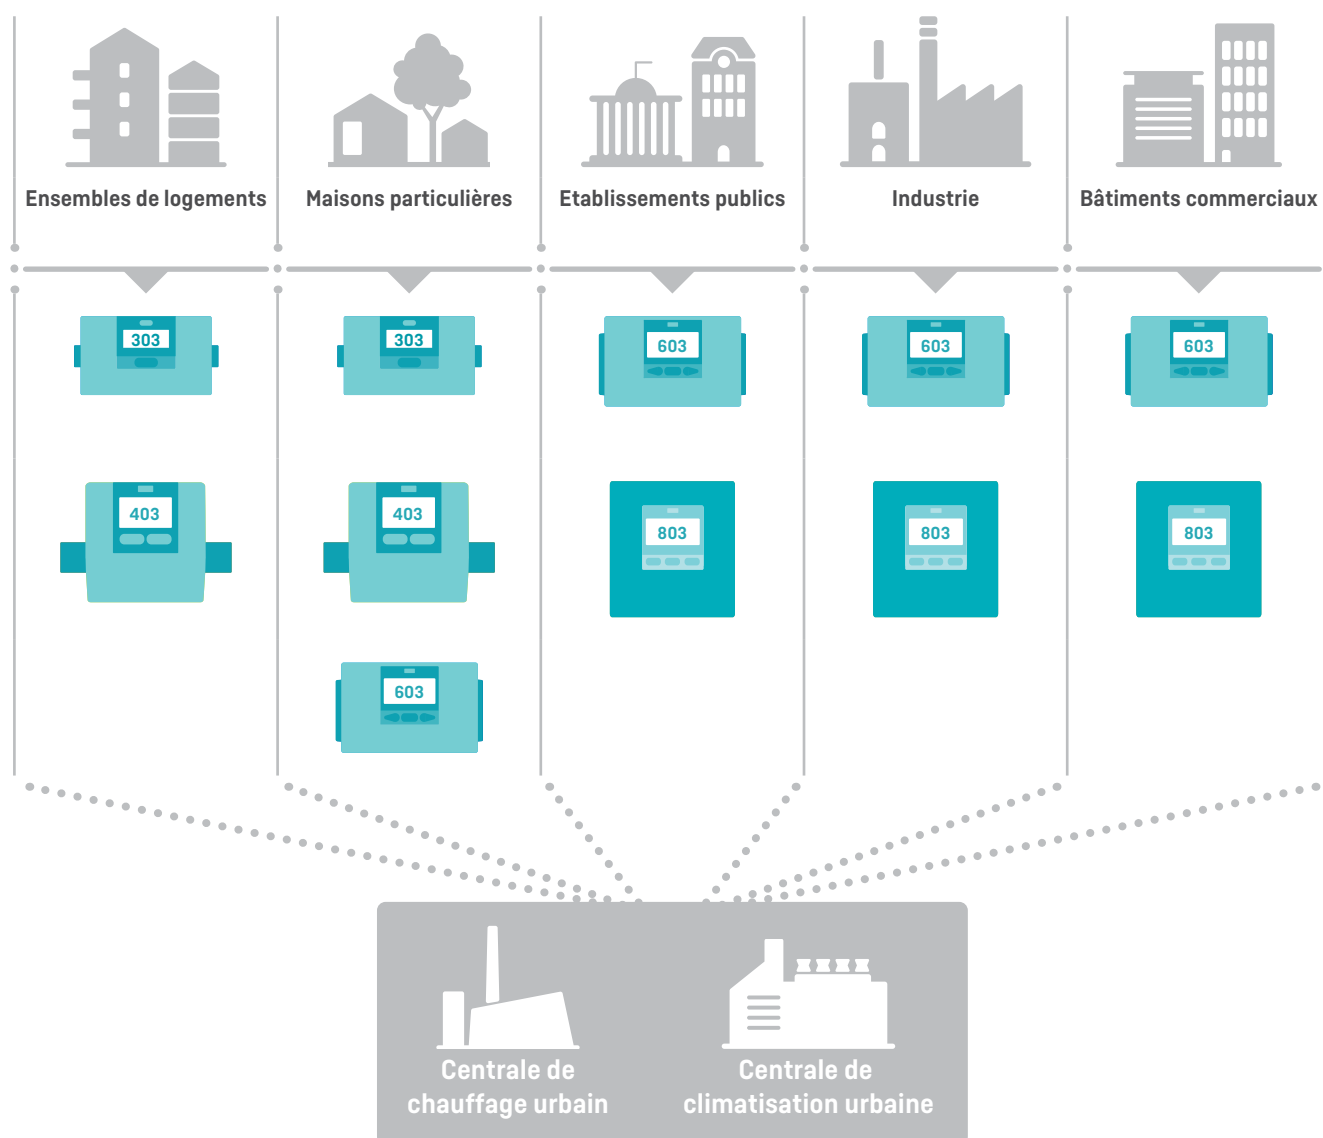 Ensembles de logements
Maisons particulières
Etablissements publics
Industrie
Bâtiments commerciaux
303
303
603
603
603
403
403
803
803
803
603
Centrale de
chauffage urbain
Centrale de
climatisation urbaine